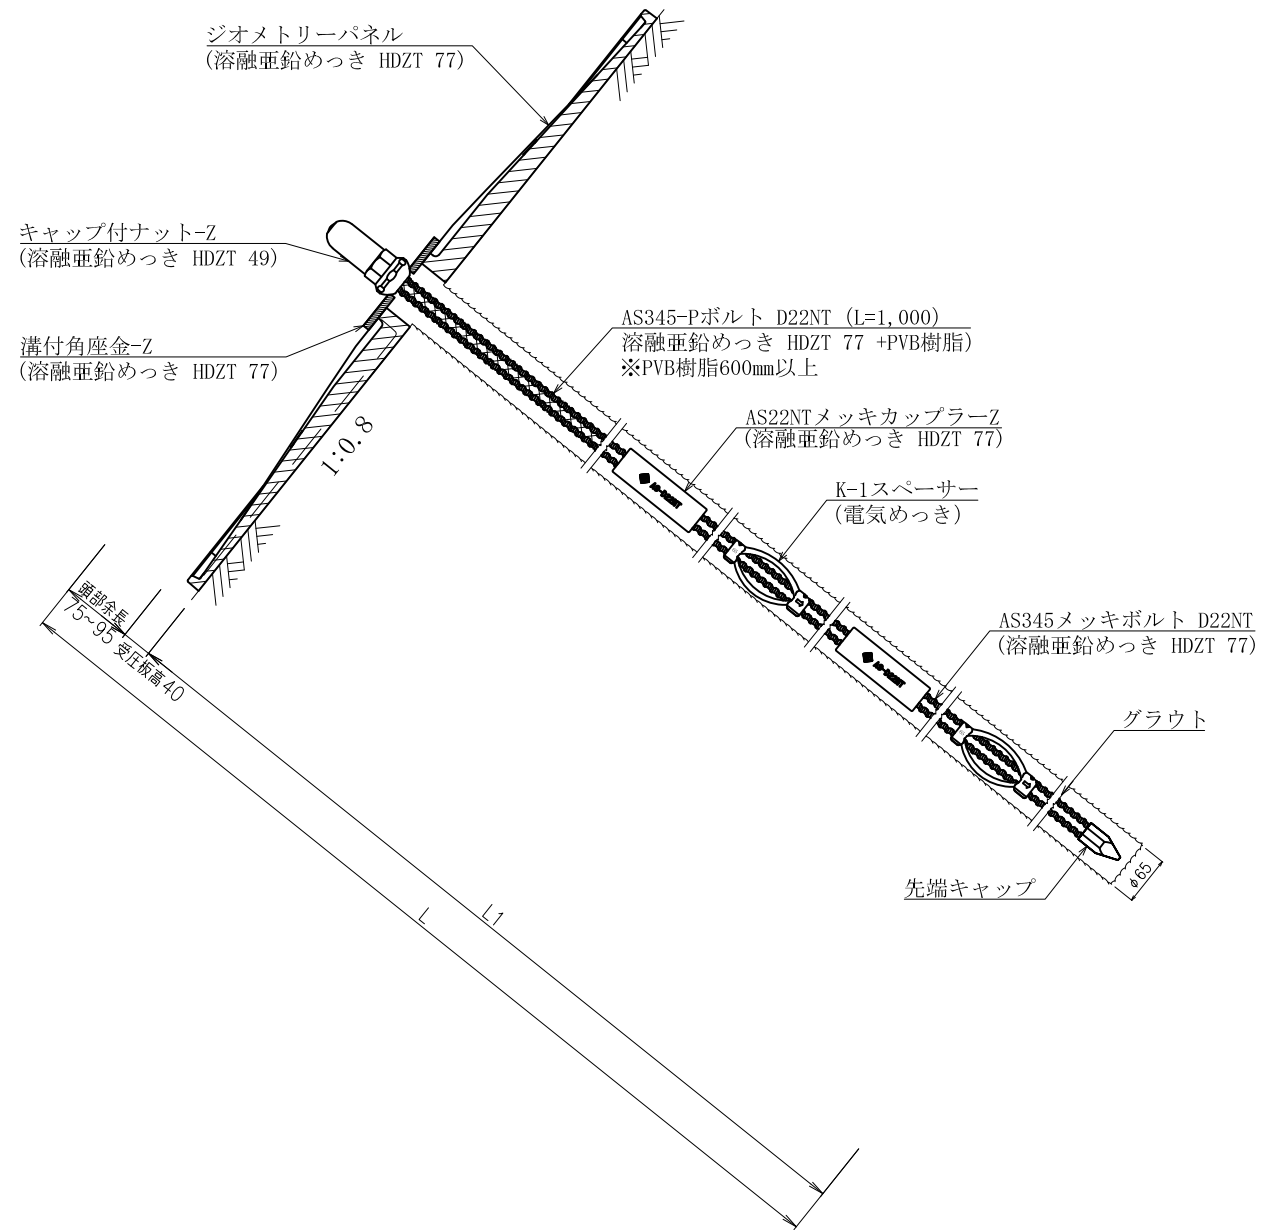 ジオメトリーパネル
(溶融亜鉛めっき HDZT 77)
キャップ付ナット-Z
(溶融亜鉛めっき HDZT 49)
溝付角座金-Z
(溶融亜鉛めっき HDZT 77)
AS345-Pボルト D22NT (L=1,000)
溶融亜鉛めっき HDZT 77 +PVB樹脂)
※PVB樹脂600mm以上
AS22NTメッキカップラーZ
(溶融亜鉛めっき HDZT 77)
1:0.8
K-1スペーサー
(電気めっき)
AS-D22NT
頭部余長
75~95
受圧板高40
AS345メッキボルト D22NT
(溶融亜鉛めっき HDZT 77)
AS-D22NT
グラウト
先端キャップ
φ65
L
L1